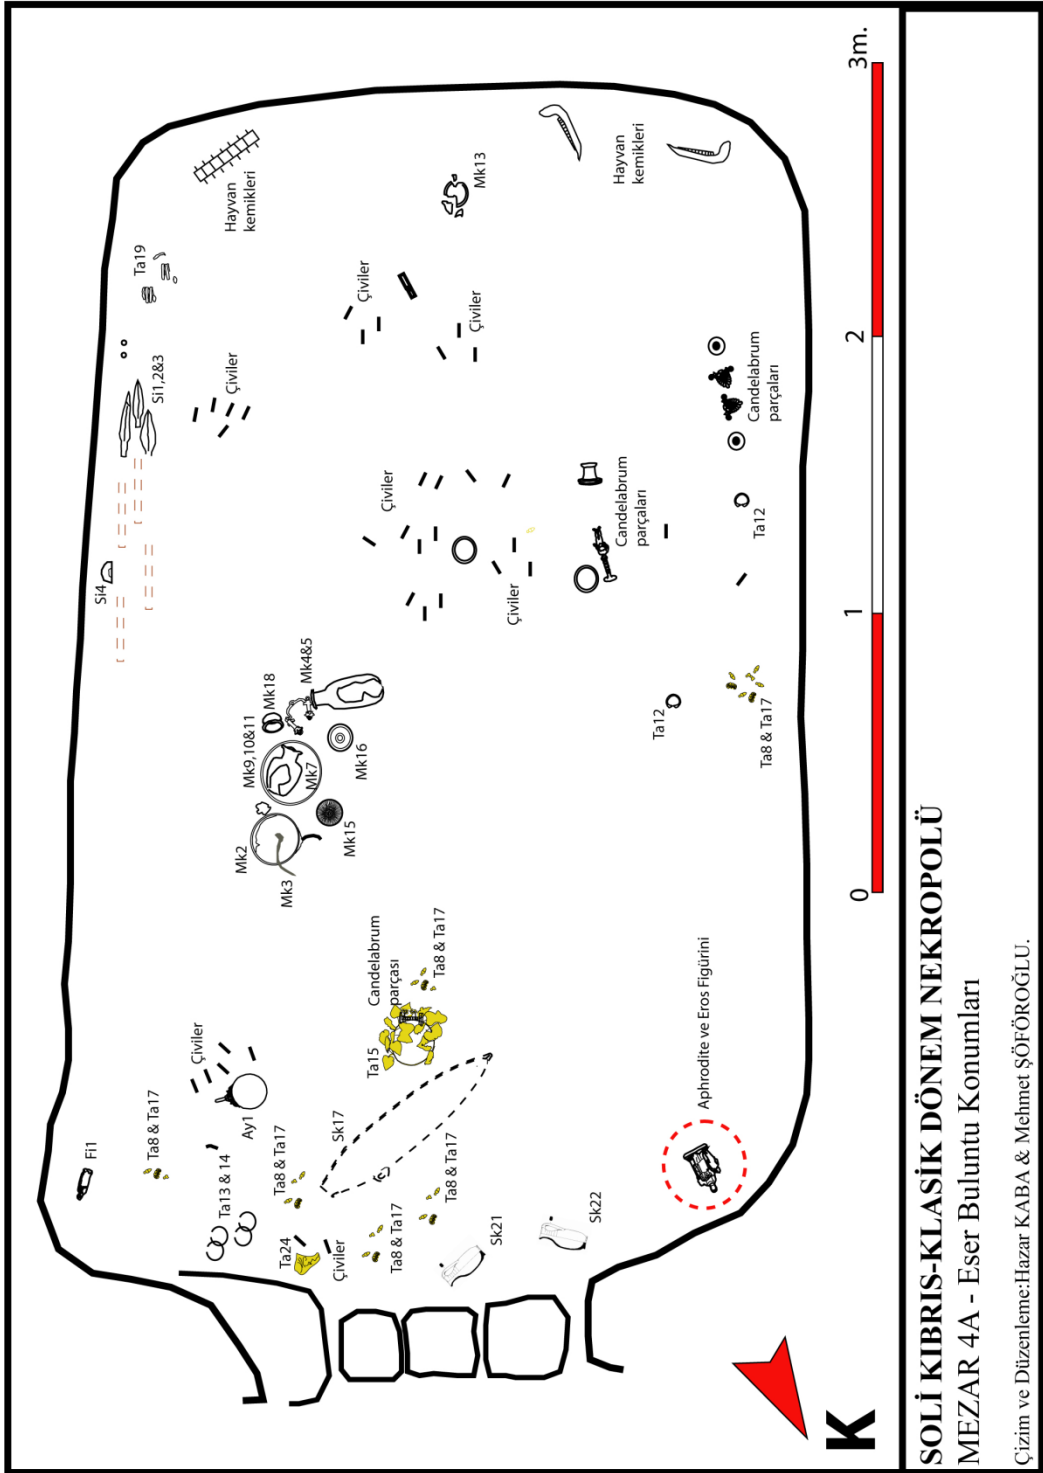 Fi1
Si4
Ta19
Ta8 & Ta17
Si1,2&3
Çiviler
Ta13 & 14
Hayvan
kemikleri
Çiviler
Mk2
Mk9,10&11
Ay1
Mk18
Ta8 & Ta17
Ta24
Mk3
Mk4&5
Mk7
Sk17
Çiviler
Mk15
Mk16
Çiviler
Ta15
Candelabrum
parçası
Çiviler
Ta8 & Ta17
Ta8 & Ta17
Ta8 & Ta17
Çiviler
Mk13
Sk21
Çiviler
Sk22
Candelabrum
parçaları
Hayvan
kemikleri
Ta12
Aphrodite ve Eros Figürini
Candelabrum
parçaları
Ta12
Ta8 & Ta17
K
0 1 2 3m.
SOLİ KIBRIS-KLASİK DÖNEM NEKROPOLÜ
MEZAR 4A - Eser Buluntu Konumları
Çizim ve Düzenleme:Hazar KABA & Mehmet ŞÖFÖROĞLU.